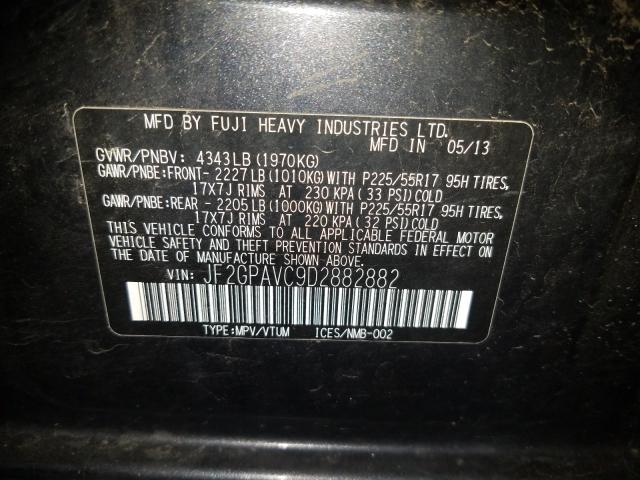 MFD BY FUJI HEAVY INDUSTRIES LTD.
MFD IN 05/13
GVWR/PNBV: 4343LB (1970KG)
GAWR/PNBE:FRONT- 2227LB (1010KG) WITH P225/55R17 95H TIRES,
17X7J RIMS AT 230 KPA (33 PSI) COLD
GAWR/PNBE:REAR - 2205LB (1000KG) WITH P225/55R17 95H TIRES,
17X7J RIMS AT 220 KPA (32 PSI) COLD
THIS VEHICLE CONFORMS TO ALL APPLICABLE FEDERAL MOTOR
VEHICLE SAFETY AND THEFT PREVENTION STANDARDS IN EFFECT ON
THE DATE OF MANUFACTURE SHOWN ABOVE.
VIN: JF2GPAVC9D2882882
TYPE:MPV/VTUM ICES/NMB-002